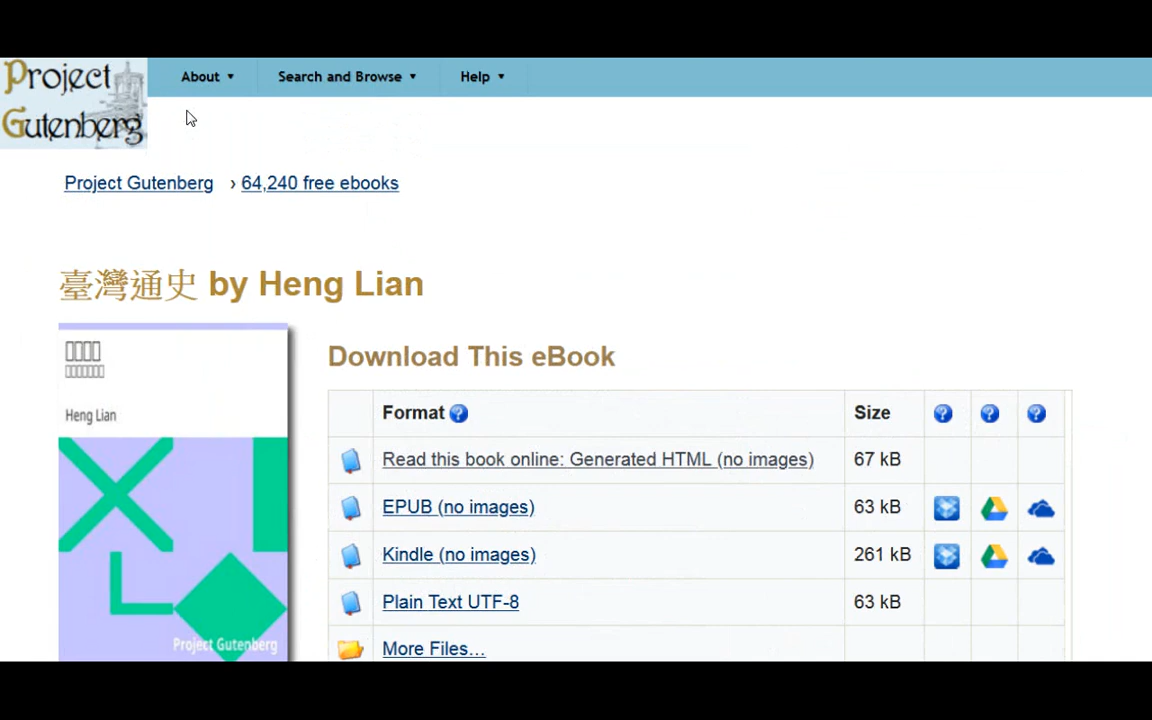 Project Gutenberg
About ▼ Search and Browse ▼ Help ▼
Project Gutenberg › 64,240 free ebooks
臺灣通史 by Heng Lian
Heng Lian
Project Gutenberg
Download This eBook
Format ? Size ? ? ?
Read this book online: Generated HTML (no images) 67 kB
EPUB (no images) 63 kB
Kindle (no images) 261 kB
Plain Text UTF-8 63 kB
More Files…